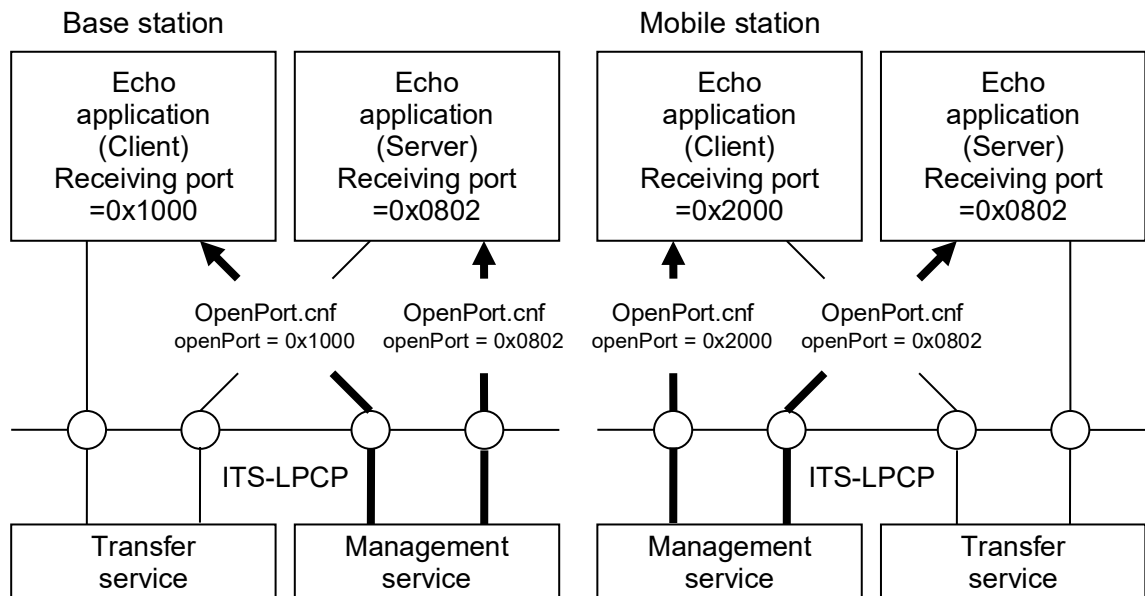 Base station
Mobile station
Echo
application
(Client)
Receiving port
=0x1000
Echo
application
(Server)
Receiving port
=0x0802
Echo
application
(Client)
Receiving port
=0x2000
Echo
application
(Server)
Receiving port
=0x0802
OpenPort.cnf
openPort = 0x1000
OpenPort.cnf
openPort = 0x0802
OpenPort.cnf
openPort = 0x2000
OpenPort.cnf
openPort = 0x0802
ITS-LPCP
ITS-LPCP
Transfer
service
Management
service
Management
service
Transfer
service